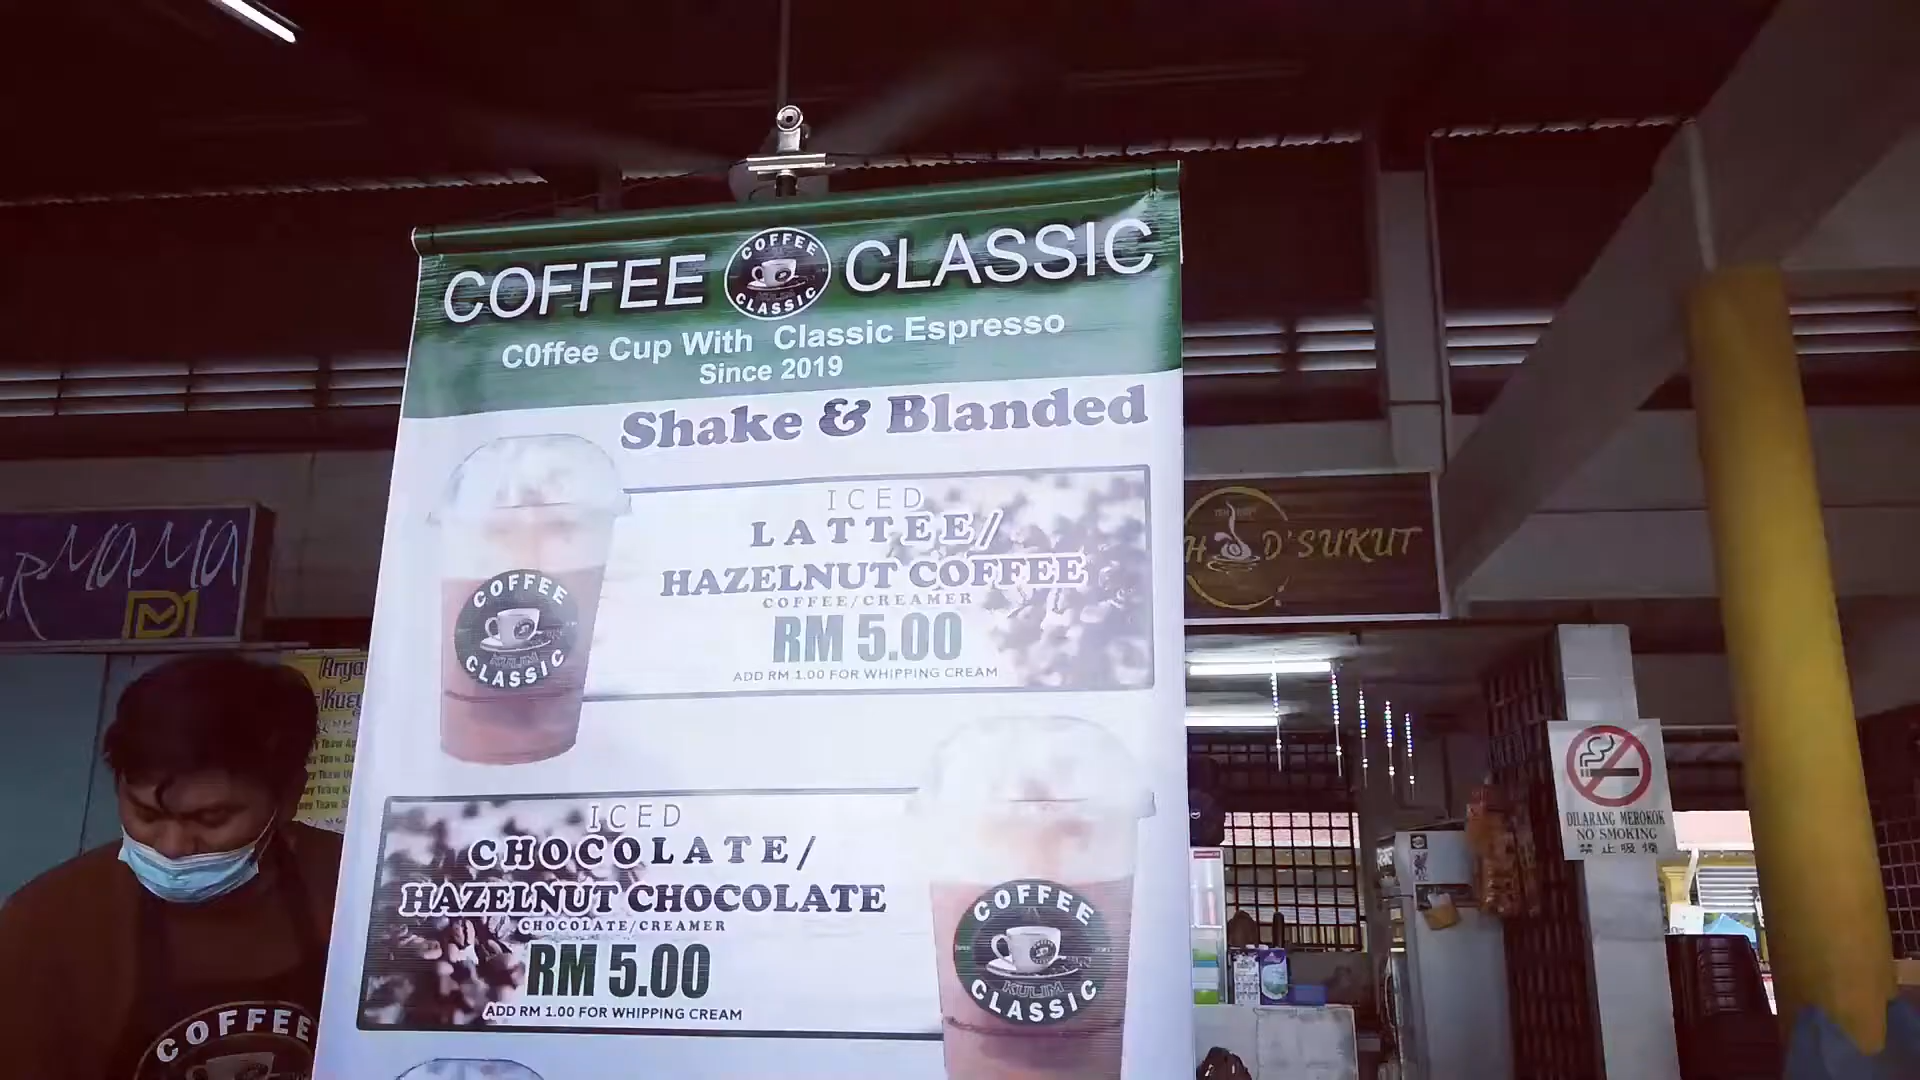 COFFEE COFFEE CLASSIC CLASSIC
C0ffee Cup With Classic Espresso
Since 2019
Shake & Blanded
ICED
LATTEE/
HAZELNUT COFFEE
COFFEE/CREAMER
RM 5.00
ADD RM 1.00 FOR WHIPPING CREAM
COFFEE
KULIM
CLASSIC
ICED
CHOCOLATE/
HAZELNUT CHOCOLATE
CHOCOLATE/CREAMER
RM 5.00
ADD RM 1.00 FOR WHIPPING CREAM
COFFEE
KULIM
CLASSIC
MAMA
D'SUKUT
DILARANG MEROKOK
NO SMOKING
禁止吸烟
COFFEE